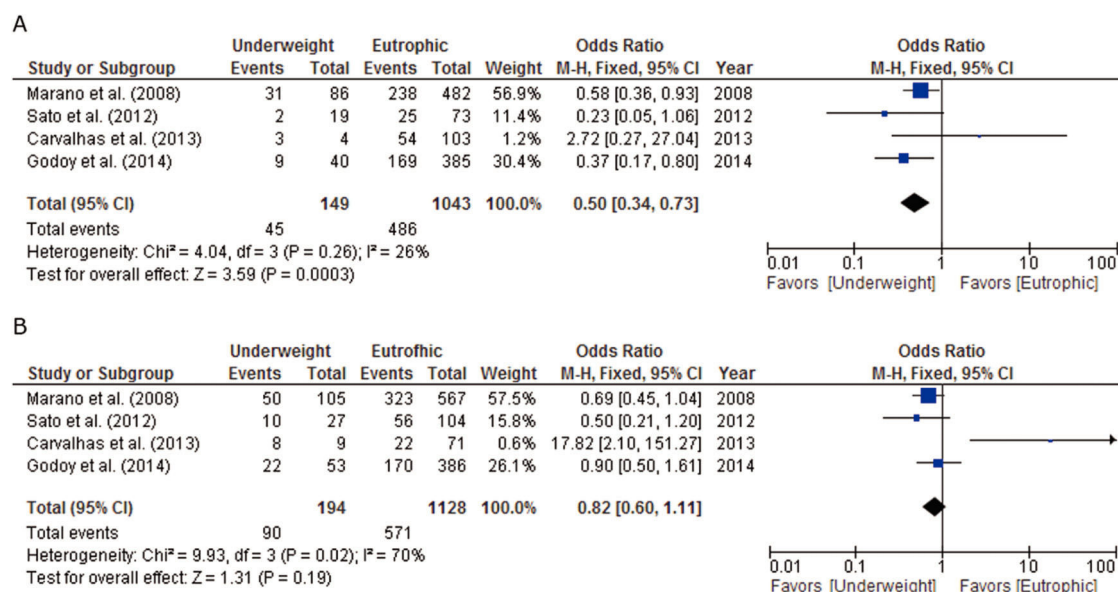 A
Underweight Eutrophic Odds Ratio Odds Ratio
Study or Subgroup Events Total Events Total Weight M-H, Fixed, 95% CI Year M-H, Fixed, 95% CI
Marano et al. (2008) 31 86 238 482 56.9% 0.58 [0.36, 0.93] 2008
Sato et al. (2012) 2 19 25 73 11.4% 0.23 [0.05, 1.06] 2012
Carvalhas et al. (2013) 3 4 54 103 1.2% 2.72 [0.27, 27.04] 2013
Godoy et al. (2014) 9 40 169 385 30.4% 0.37 [0.17, 0.80] 2014
Total (95% CI) 149 1043 100.0% 0.50 [0.34, 0.73]
Total events 45 486
Heterogeneity: Chi² = 4.04, df = 3 (P = 0.26); I² = 26%
Test for overall effect: Z = 3.59 (P = 0.0003)
0.01 0.1 1 10 100
Favors [Underweight] Favors [Eutrophic]
B
Underweight Eutrofhic Odds Ratio Odds Ratio
Study or Subgroup Events Total Events Total Weight M-H, Fixed, 95% CI Year M-H, Fixed, 95% CI
Marano et al. (2008) 50 105 323 567 57.5% 0.69 [0.45, 1.04] 2008
Sato et al. (2012) 10 27 56 104 15.8% 0.50 [0.21, 1.20] 2012
Carvalhas et al. (2013) 8 9 22 71 0.6% 17.82 [2.10, 151.27] 2013
Godoy et al. (2014) 22 53 170 386 26.1% 0.90 [0.50, 1.61] 2014
Total (95% CI) 194 1128 100.0% 0.82 [0.60, 1.11]
Total events 90 571
Heterogeneity: Chi² = 9.93, df = 3 (P = 0.02); I² = 70%
Test for overall effect: Z = 1.31 (P = 0.19)
0.01 0.1 1 10 100
Favors [Underweight] Favors [Eutrophic]